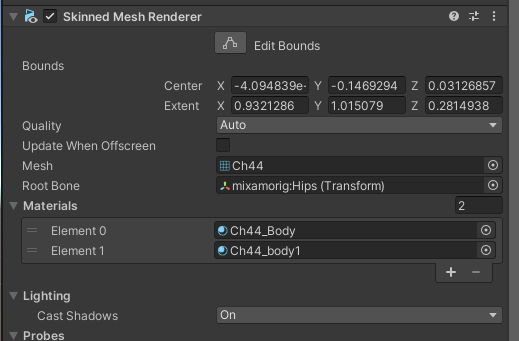 Skinned Mesh Renderer
Edit Bounds
Bounds
Center X -4.094839e- Y -0.1469294 Z 0.03126857
Extent X 0.9321286 Y 1.015079 Z 0.2814938
Quality Auto
Update When Offscreen
Mesh Ch44
Root Bone mixamorig:Hips (Transform)
Materials 2
Element 0 Ch44_Body
Element 1 Ch44_body1
Lighting
Cast Shadows On
Probes